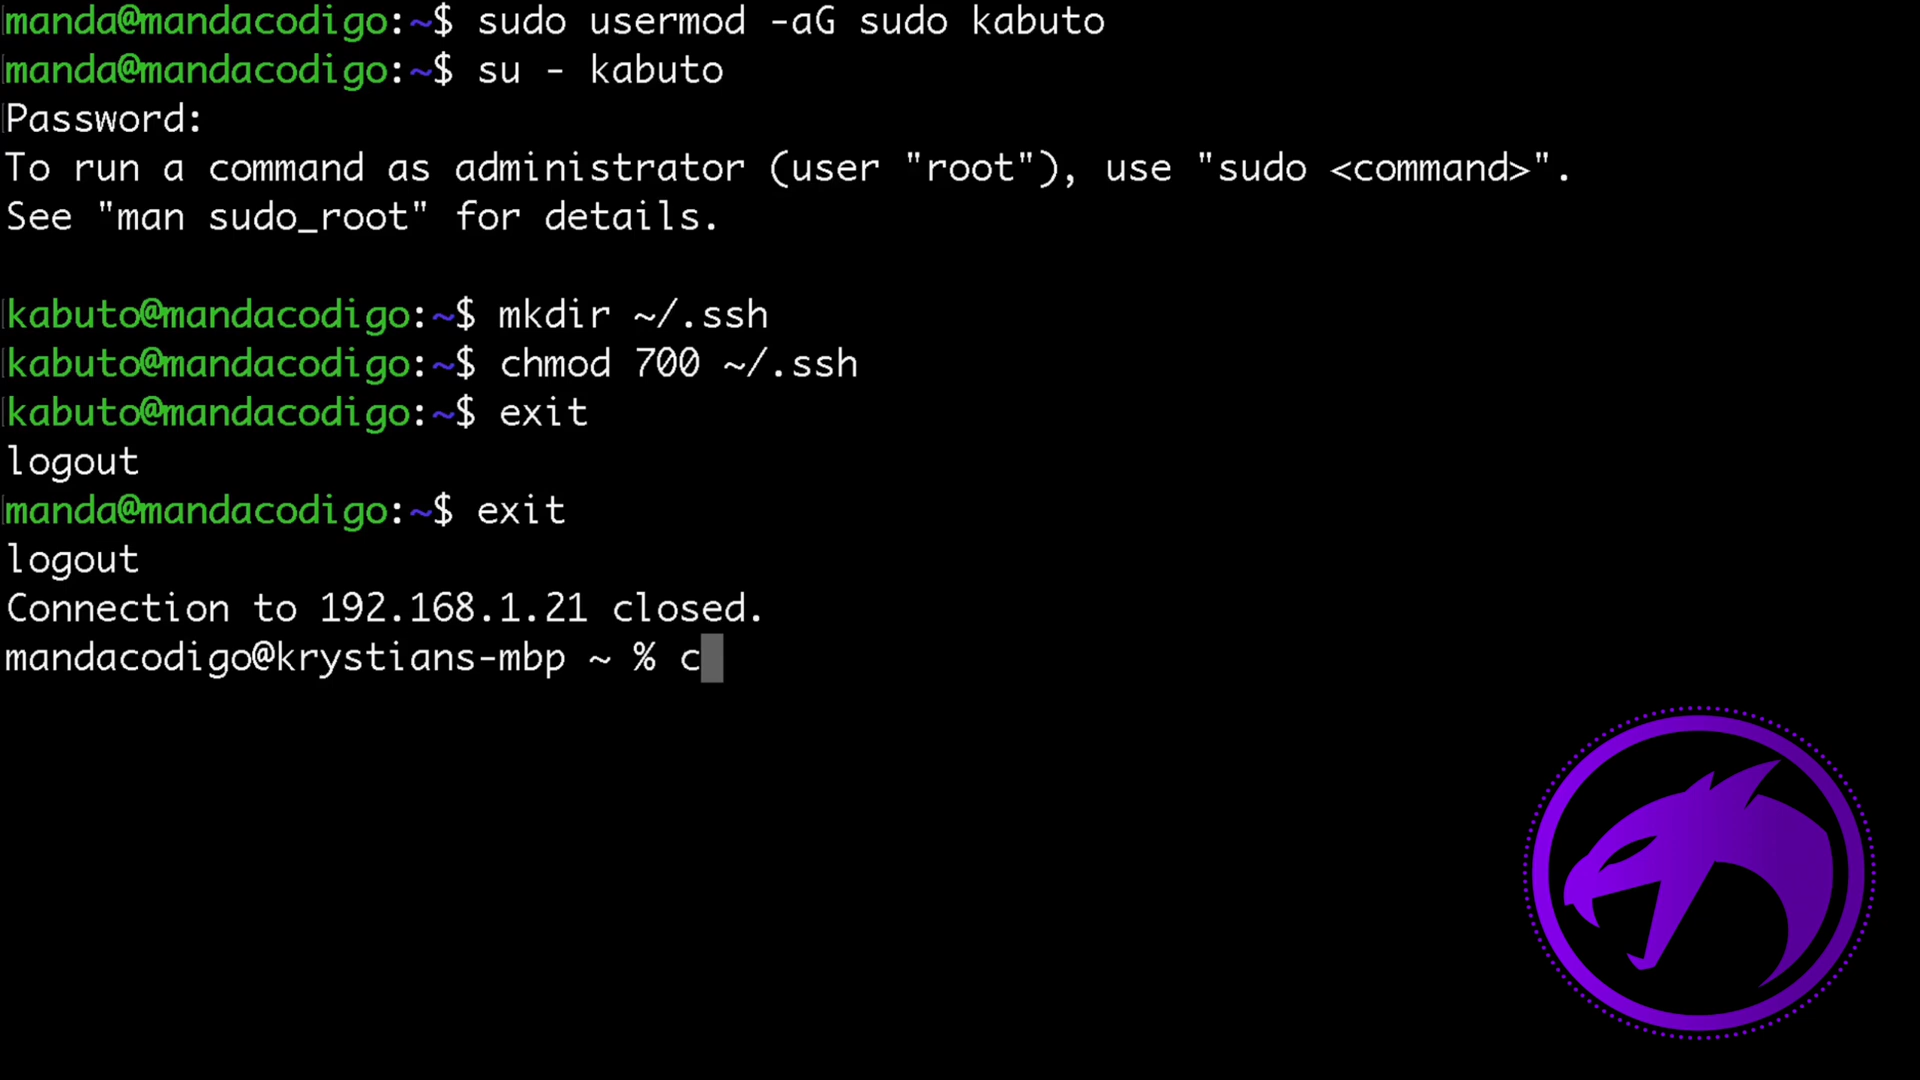 manda@mandacodigo:~$ sudo usermod -aG sudo kabuto
manda@mandacodigo:~$ su - kabuto
Password:
To run a command as administrator (user "root"), use "sudo <command>".
See "man sudo_root" for details.
kabuto@mandacodigo:~$ mkdir ~/.ssh
kabuto@mandacodigo:~$ chmod 700 ~/.ssh
kabuto@mandacodigo:~$ exit
logout
manda@mandacodigo:~$ exit
logout
Connection to 192.168.1.21 closed.
mandacodigo@krystians-mbp ~ % c